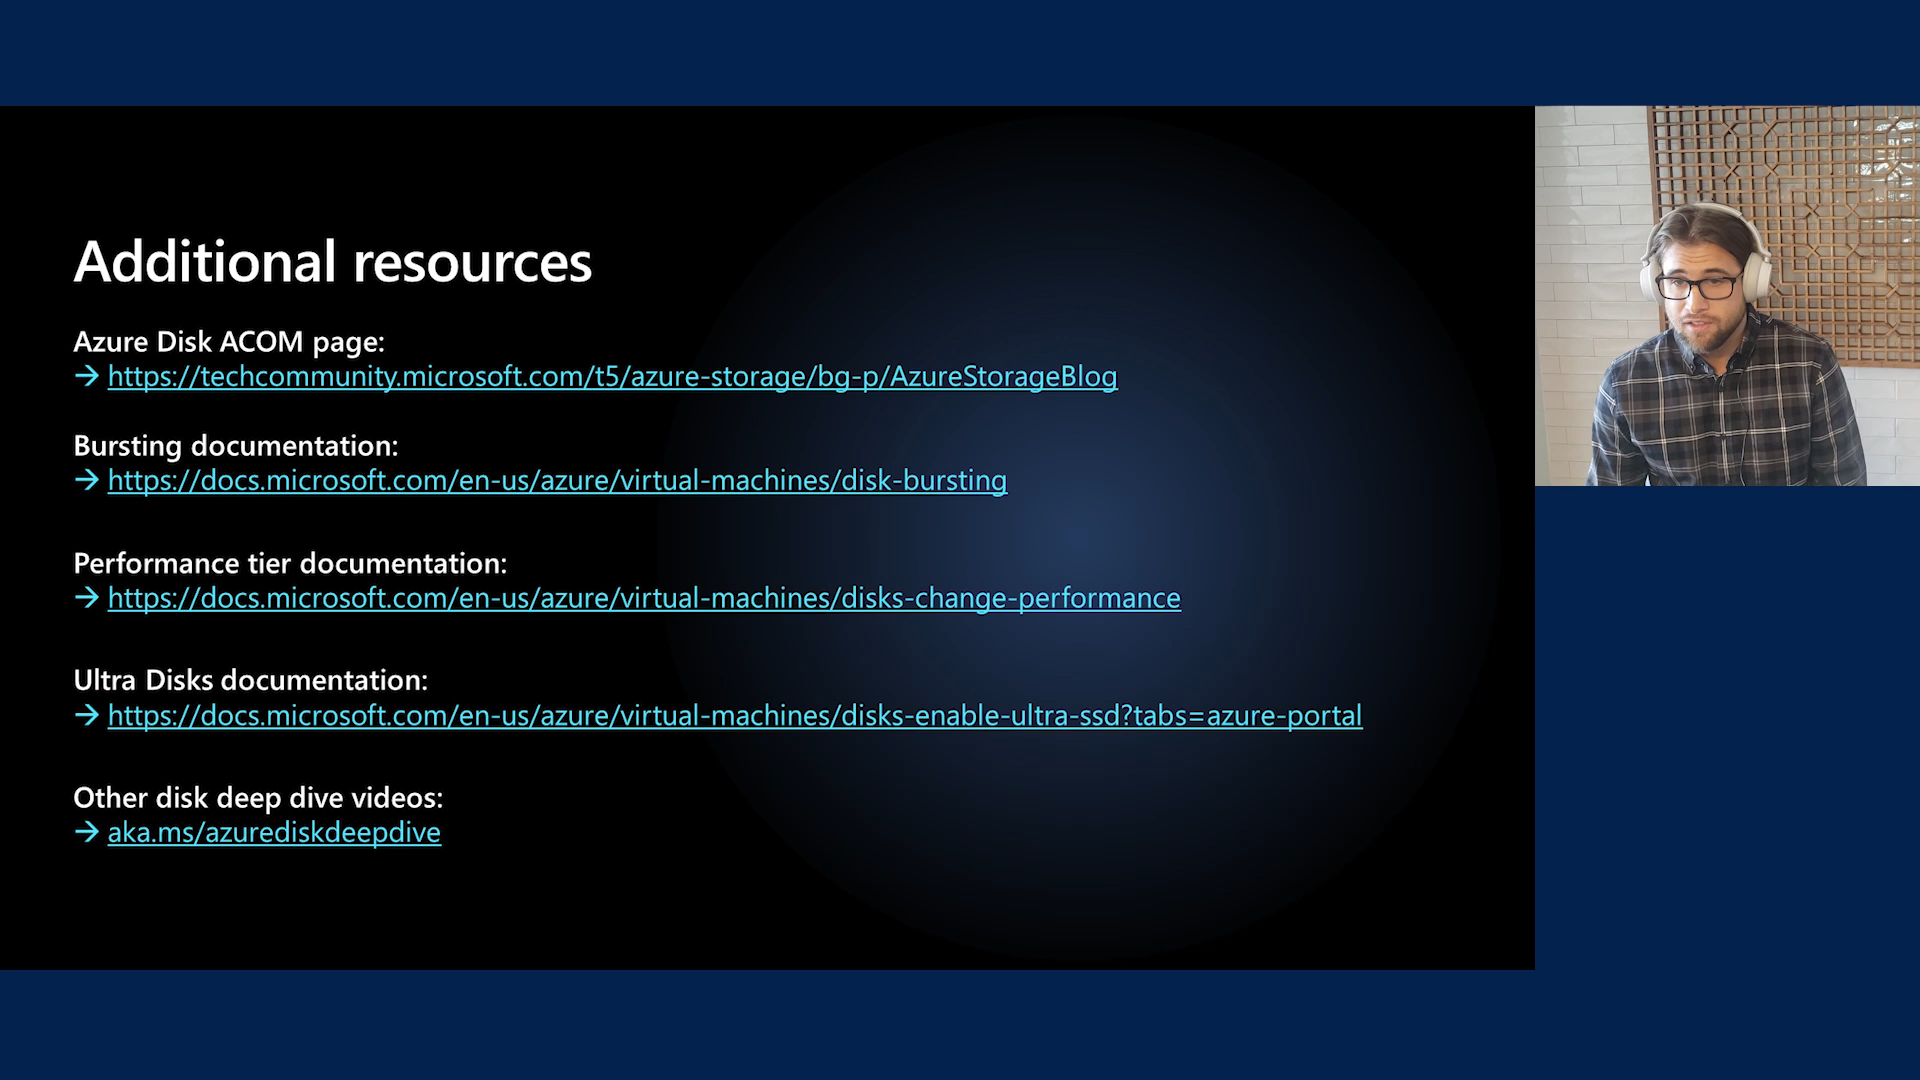 Additional resources
Azure Disk ACOM page:
→ https://techcommunity.microsoft.com/t5/azure-storage/bg-p/AzureStorageBlog
Bursting documentation:
→ https://docs.microsoft.com/en-us/azure/virtual-machines/disk-bursting
Performance tier documentation:
→ https://docs.microsoft.com/en-us/azure/virtual-machines/disks-change-performance
Ultra Disks documentation:
→ https://docs.microsoft.com/en-us/azure/virtual-machines/disks-enable-ultra-ssd?tabs=azure-portal
Other disk deep dive videos:
→ aka.ms/azurediskdeepdive